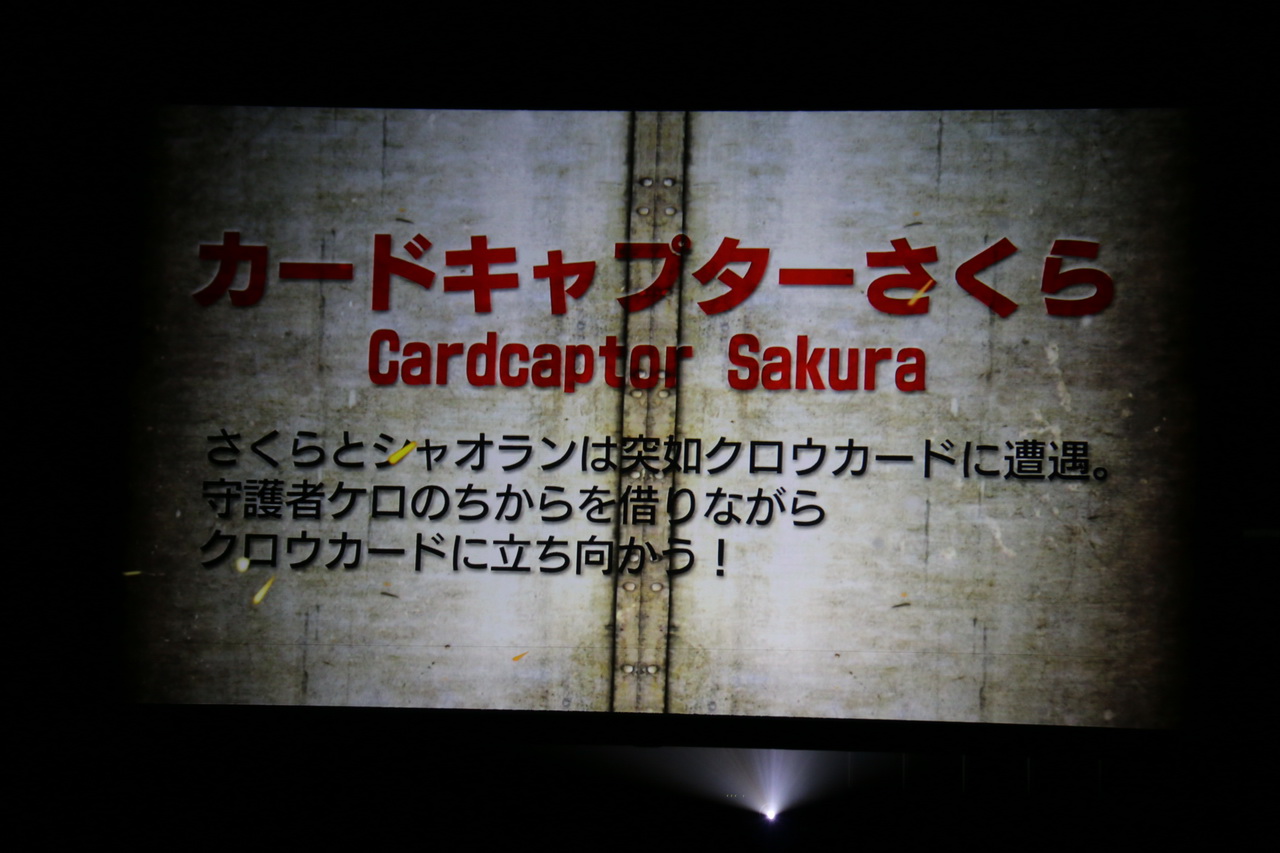 カードキャプターさくら
Cardcaptor Sakura
さくらとシャオランは突如クロウカードに遭遇。
守護者ケロのちからを借りながら
クロウカードに立ち向かう！